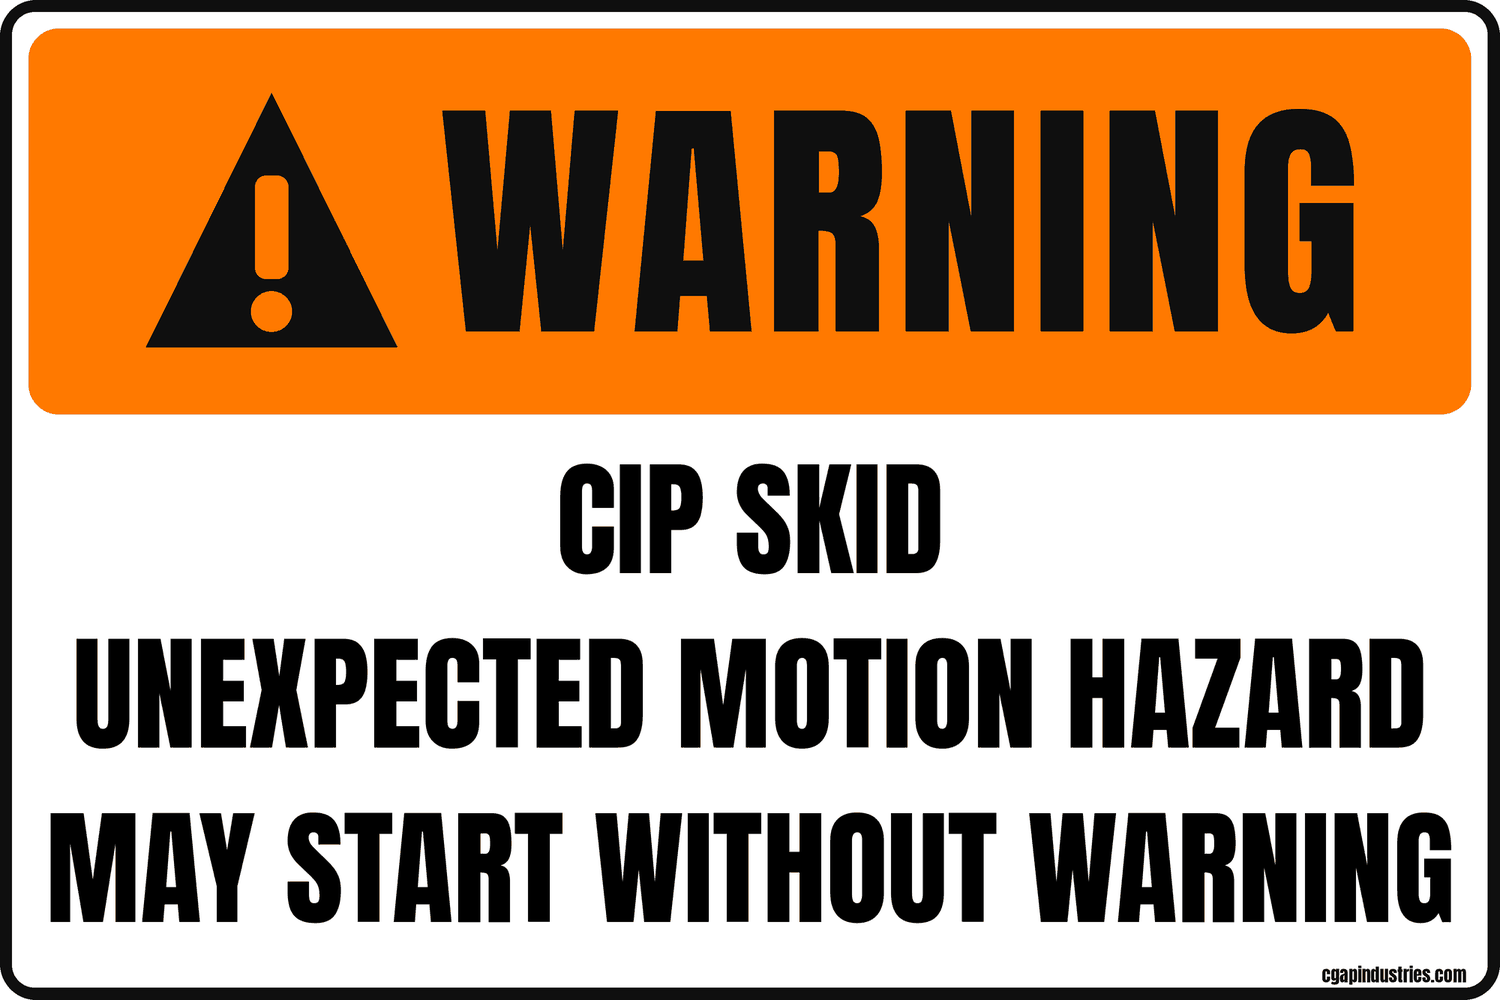 WARNING
CIP SKID
UNEXPECTED MOTION HAZARD
MAY START WITHOUT WARNING
cgapindustries.com